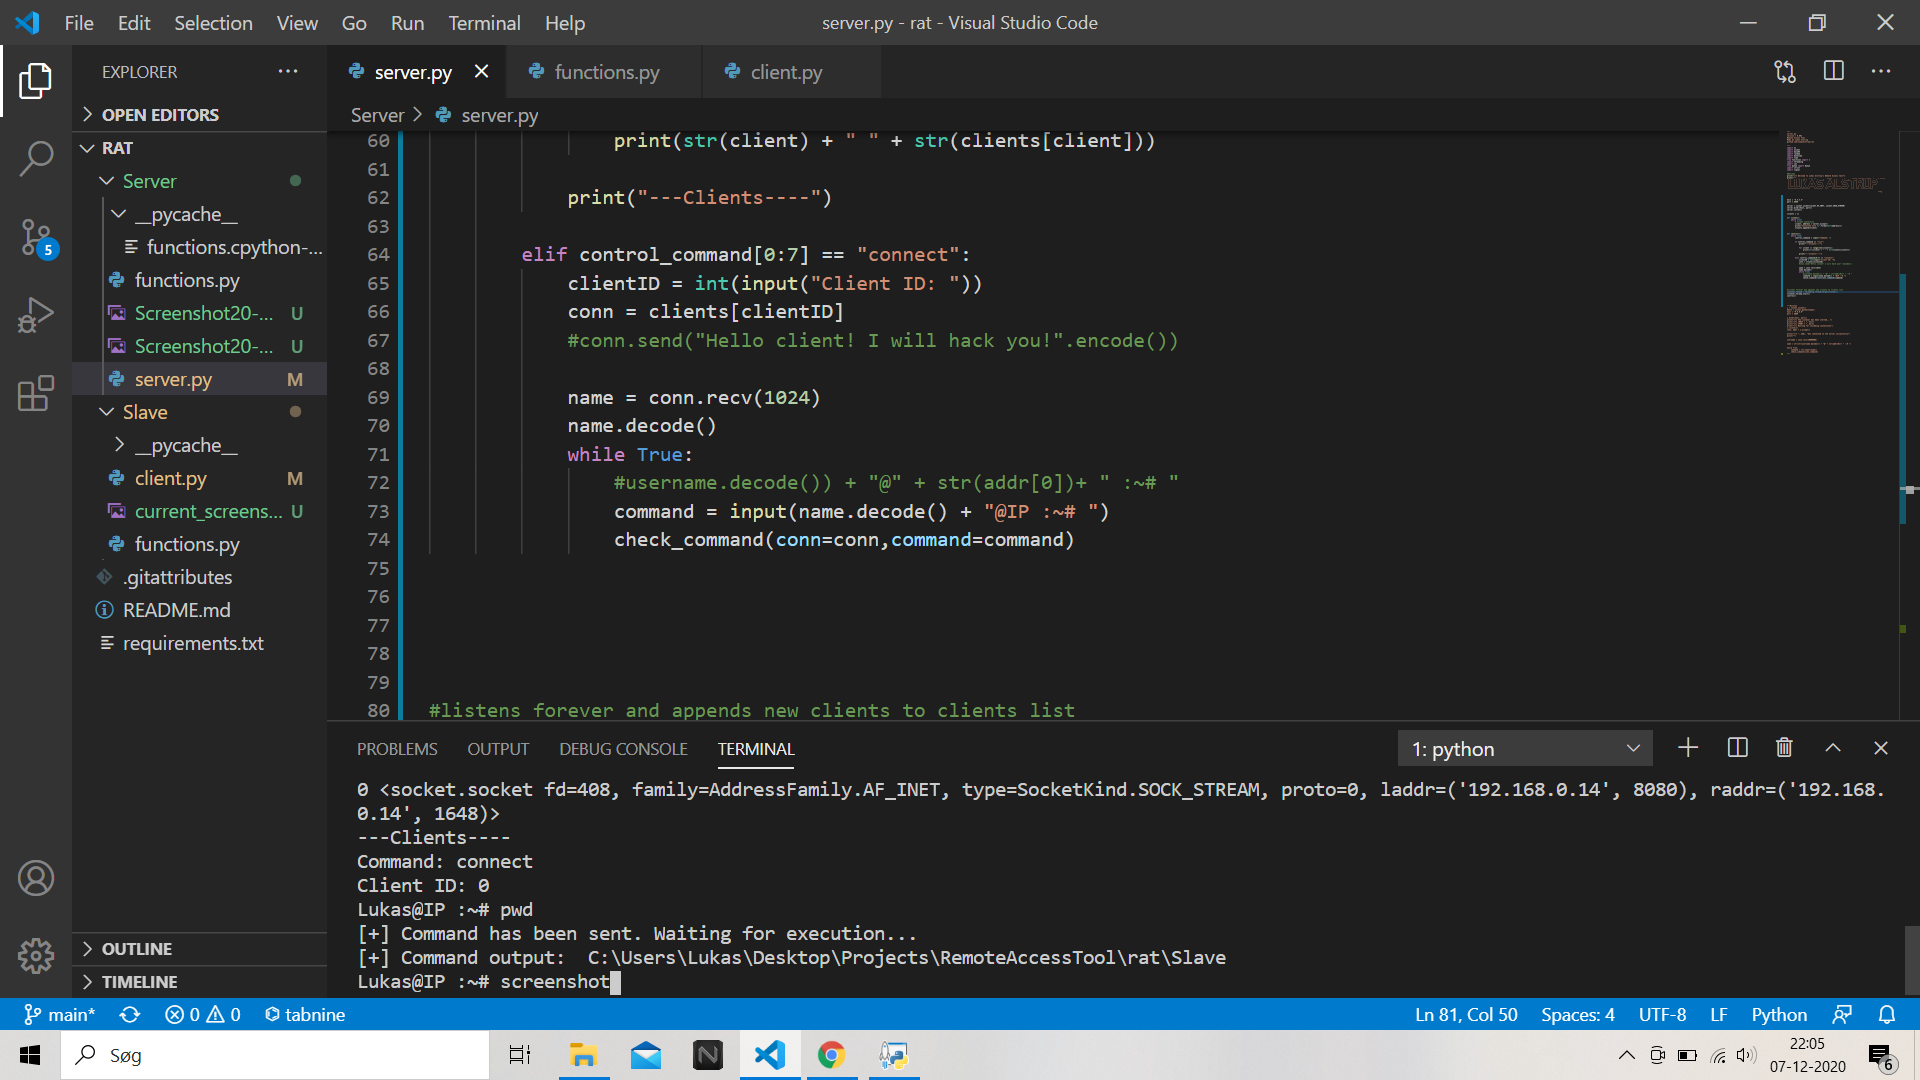 File Edit Selection View Go Run Terminal Help
server.py - rat - Visual Studio Code
EXPLORER
server.py
functions.py
client.py
OPEN EDITORS
Server > server.py
RAT
Server
__pycache__
functions.cpython-...
functions.py
Screenshot20-... U
Screenshot20-... U
server.py M
Slave
__pycache__
client.py M
current_screens... U
functions.py
.gitattributes
README.md
requirements.txt
OUTLINE
TIMELINE
5
60 print(str(client) + " " + str(clients[client]))
61
62 print("---Clients----")
63
64 elif control_command[0:7] == "connect":
65 clientID = int(input("Client ID: "))
66 conn = clients[clientID]
67 #conn.send("Hello client! I will hack you!".encode())
68
69 name = conn.recv(1024)
70 name.decode()
71 while True:
72 #username.decode()) + "@" + str(addr[0])+ " :~# "
73 command = input(name.decode() + "@IP :~# ")
74 check_command(conn=conn,command=command)
75
76
77
78
79
80 #listens forever and appends new clients to clients list
PROBLEMS OUTPUT DEBUG CONSOLE TERMINAL
1: python
0 <socket.socket fd=408, family=AddressFamily.AF_INET, type=SocketKind.SOCK_STREAM, proto=0, laddr=('192.168.0.14', 8080), raddr=('192.168.
0.14', 1648)>
---Clients----
Command: connect
Client ID: 0
Lukas@IP :~# pwd
[+] Command has been sent. Waiting for execution...
[+] Command output:  C:\Users\Lukas\Desktop\Projects\RemoteAccessTool\rat\Slave
Lukas@IP :~# screenshot
main* 0 0 tabnine
Ln 81, Col 50 Spaces: 4 UTF-8 LF Python
Søg
22:05
07-12-2020
6